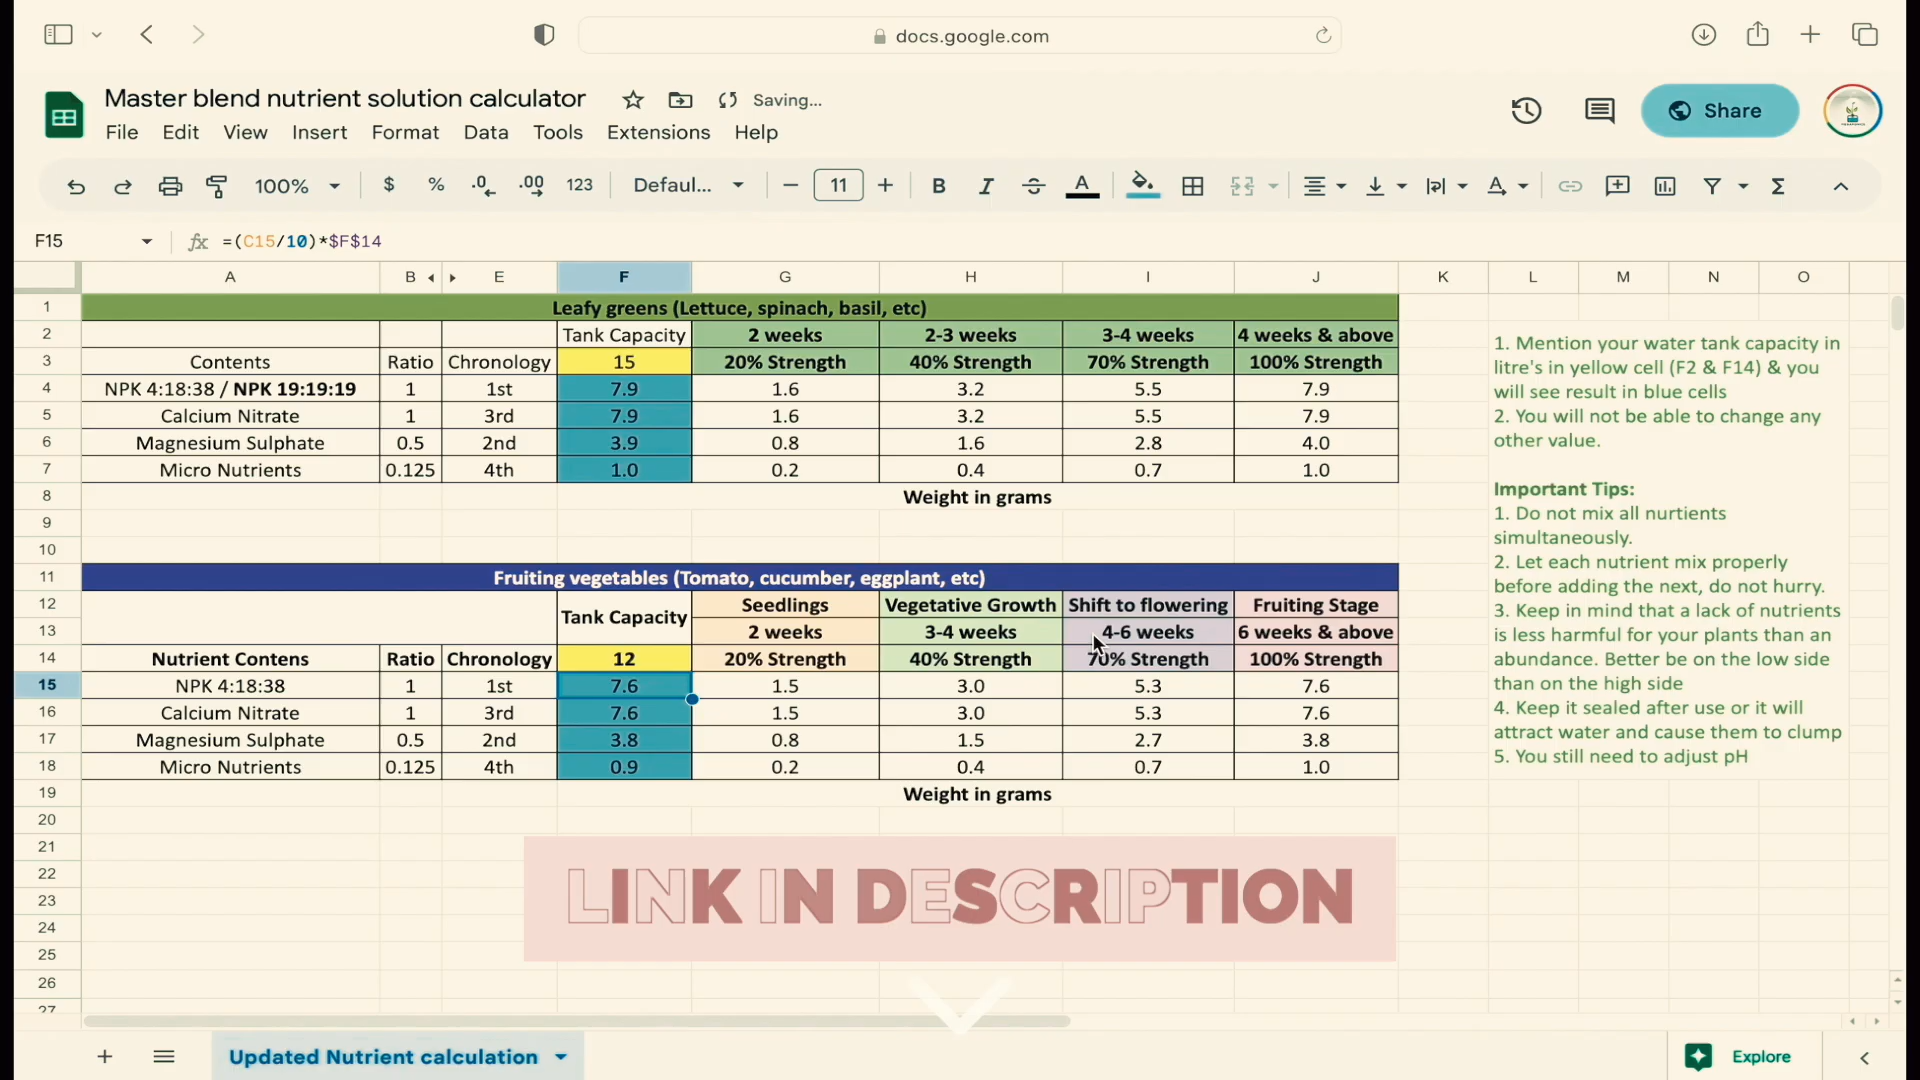 docs.google.com
Master blend nutrient solution calculator Saving...
File Edit View Insert Format Data Tools Extensions Help
Share
100% $ % .0 .00 123 Defaul... 11 B I S A A Σ
F15 fx =(C15/10)*$F$14
A B E F G H I J K L M N O
1 Leafy greens (Lettuce, spinach, basil, etc)
2 Tank Capacity 2 weeks 2-3 weeks 3-4 weeks 4 weeks & above
3 Contents Ratio Chronology 15 20% Strength 40% Strength 70% Strength 100% Strength
4 NPK 4:18:38 / NPK 19:19:19 1 1st 7.9 1.6 3.2 5.5 7.9
5 Calcium Nitrate 1 3rd 7.9 1.6 3.2 5.5 7.9
6 Magnesium Sulphate 0.5 2nd 3.9 0.8 1.6 2.8 4.0
7 Micro Nutrients 0.125 4th 1.0 0.2 0.4 0.7 1.0
8 Weight in grams
9
10
11 Fruiting vegetables (Tomato, cucumber, eggplant, etc)
12 Tank Capacity Seedlings Vegetative Growth Shift to flowering Fruiting Stage
13 2 weeks 3-4 weeks 4-6 weeks 6 weeks & above
14 Nutrient Contens Ratio Chronology 12 20% Strength 40% Strength 70% Strength 100% Strength
15 NPK 4:18:38 1 1st 7.6 1.5 3.0 5.3 7.6
16 Calcium Nitrate 1 3rd 7.6 1.5 3.0 5.3 7.6
17 Magnesium Sulphate 0.5 2nd 3.8 0.8 1.5 2.7 3.8
18 Micro Nutrients 0.125 4th 0.9 0.2 0.4 0.7 1.0
19 Weight in grams
20
21
22
23
24
25
26
27
1. Mention your water tank capacity in
litre's in yellow cell (F2 & F14) & you
will see result in blue cells
2. You will not be able to change any
other value.
Important Tips:
1. Do not mix all nurtients
simultaneously.
2. Let each nutrient mix properly
before adding the next, do not hurry.
3. Keep in mind that a lack of nutrients
is less harmful for your plants than an
abundance. Better be on the low side
than on the high side
4. Keep it sealed after use or it will
attract water and cause them to clump
5. You still need to adjust pH
LINK IN DESCRIPTION
Updated Nutrient calculation
Explore